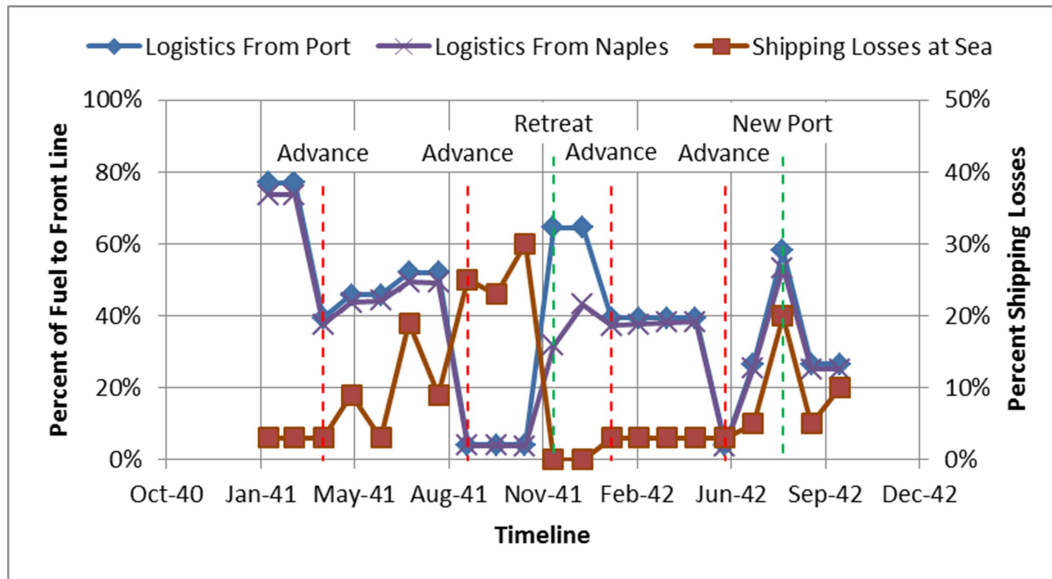 Logistics From Port Logistics From Naples Shipping Losses at Sea
100% 50%
Retreat New Port
Advance Advance Advance Advance
80% 40%
60% 30%
40% 20%
20% 10%
0% 0%
Oct-40 Jan-41 May-41 Aug-41 Nov-41 Feb-42 Jun-42 Sep-42 Dec-42
Timeline
Percent of Fuel to Front Line
Percent Shipping Losses